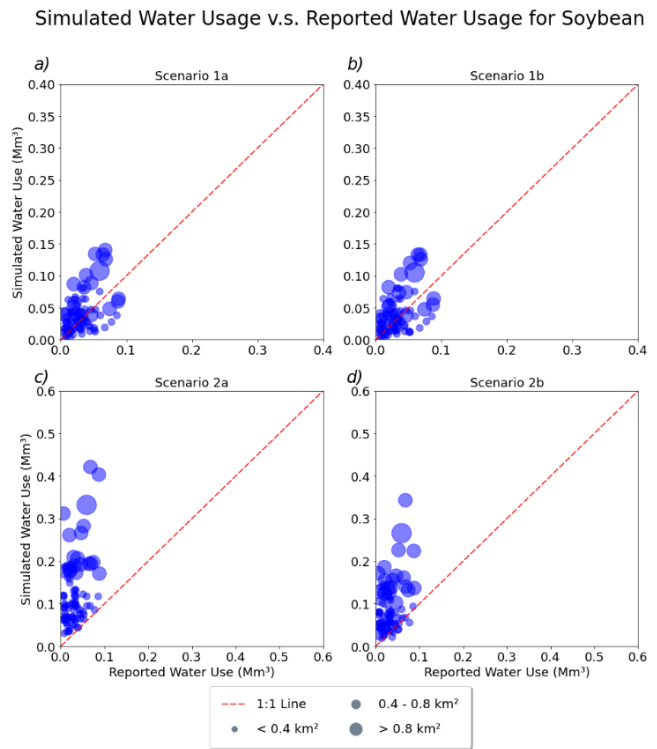 Simulated Water Usage v.s. Reported Water Usage for Soybean
a)
Scenario 1a
b)
Scenario 1b
0.40
0.35
0.30
0.25
0.20
0.15
0.10
0.05
0.00
Simulated Water Use (Mm³)
0.0 0.1 0.2 0.3 0.4
0.40
0.35
0.30
0.25
0.20
0.15
0.10
0.05
0.00
0.0 0.1 0.2 0.3 0.4
c)
Scenario 2a
d)
Scenario 2b
0.6
0.5
0.4
0.3
0.2
0.1
0.0
Simulated Water Use (Mm³)
0.0 0.1 0.2 0.3 0.4 0.5 0.6
Reported Water Use (Mm³)
0.6
0.5
0.4
0.3
0.2
0.1
0.0
0.0 0.1 0.2 0.3 0.4 0.5 0.6
Reported Water Use (Mm³)
1:1 Line
0.4 - 0.8 km²
< 0.4 km²
> 0.8 km²